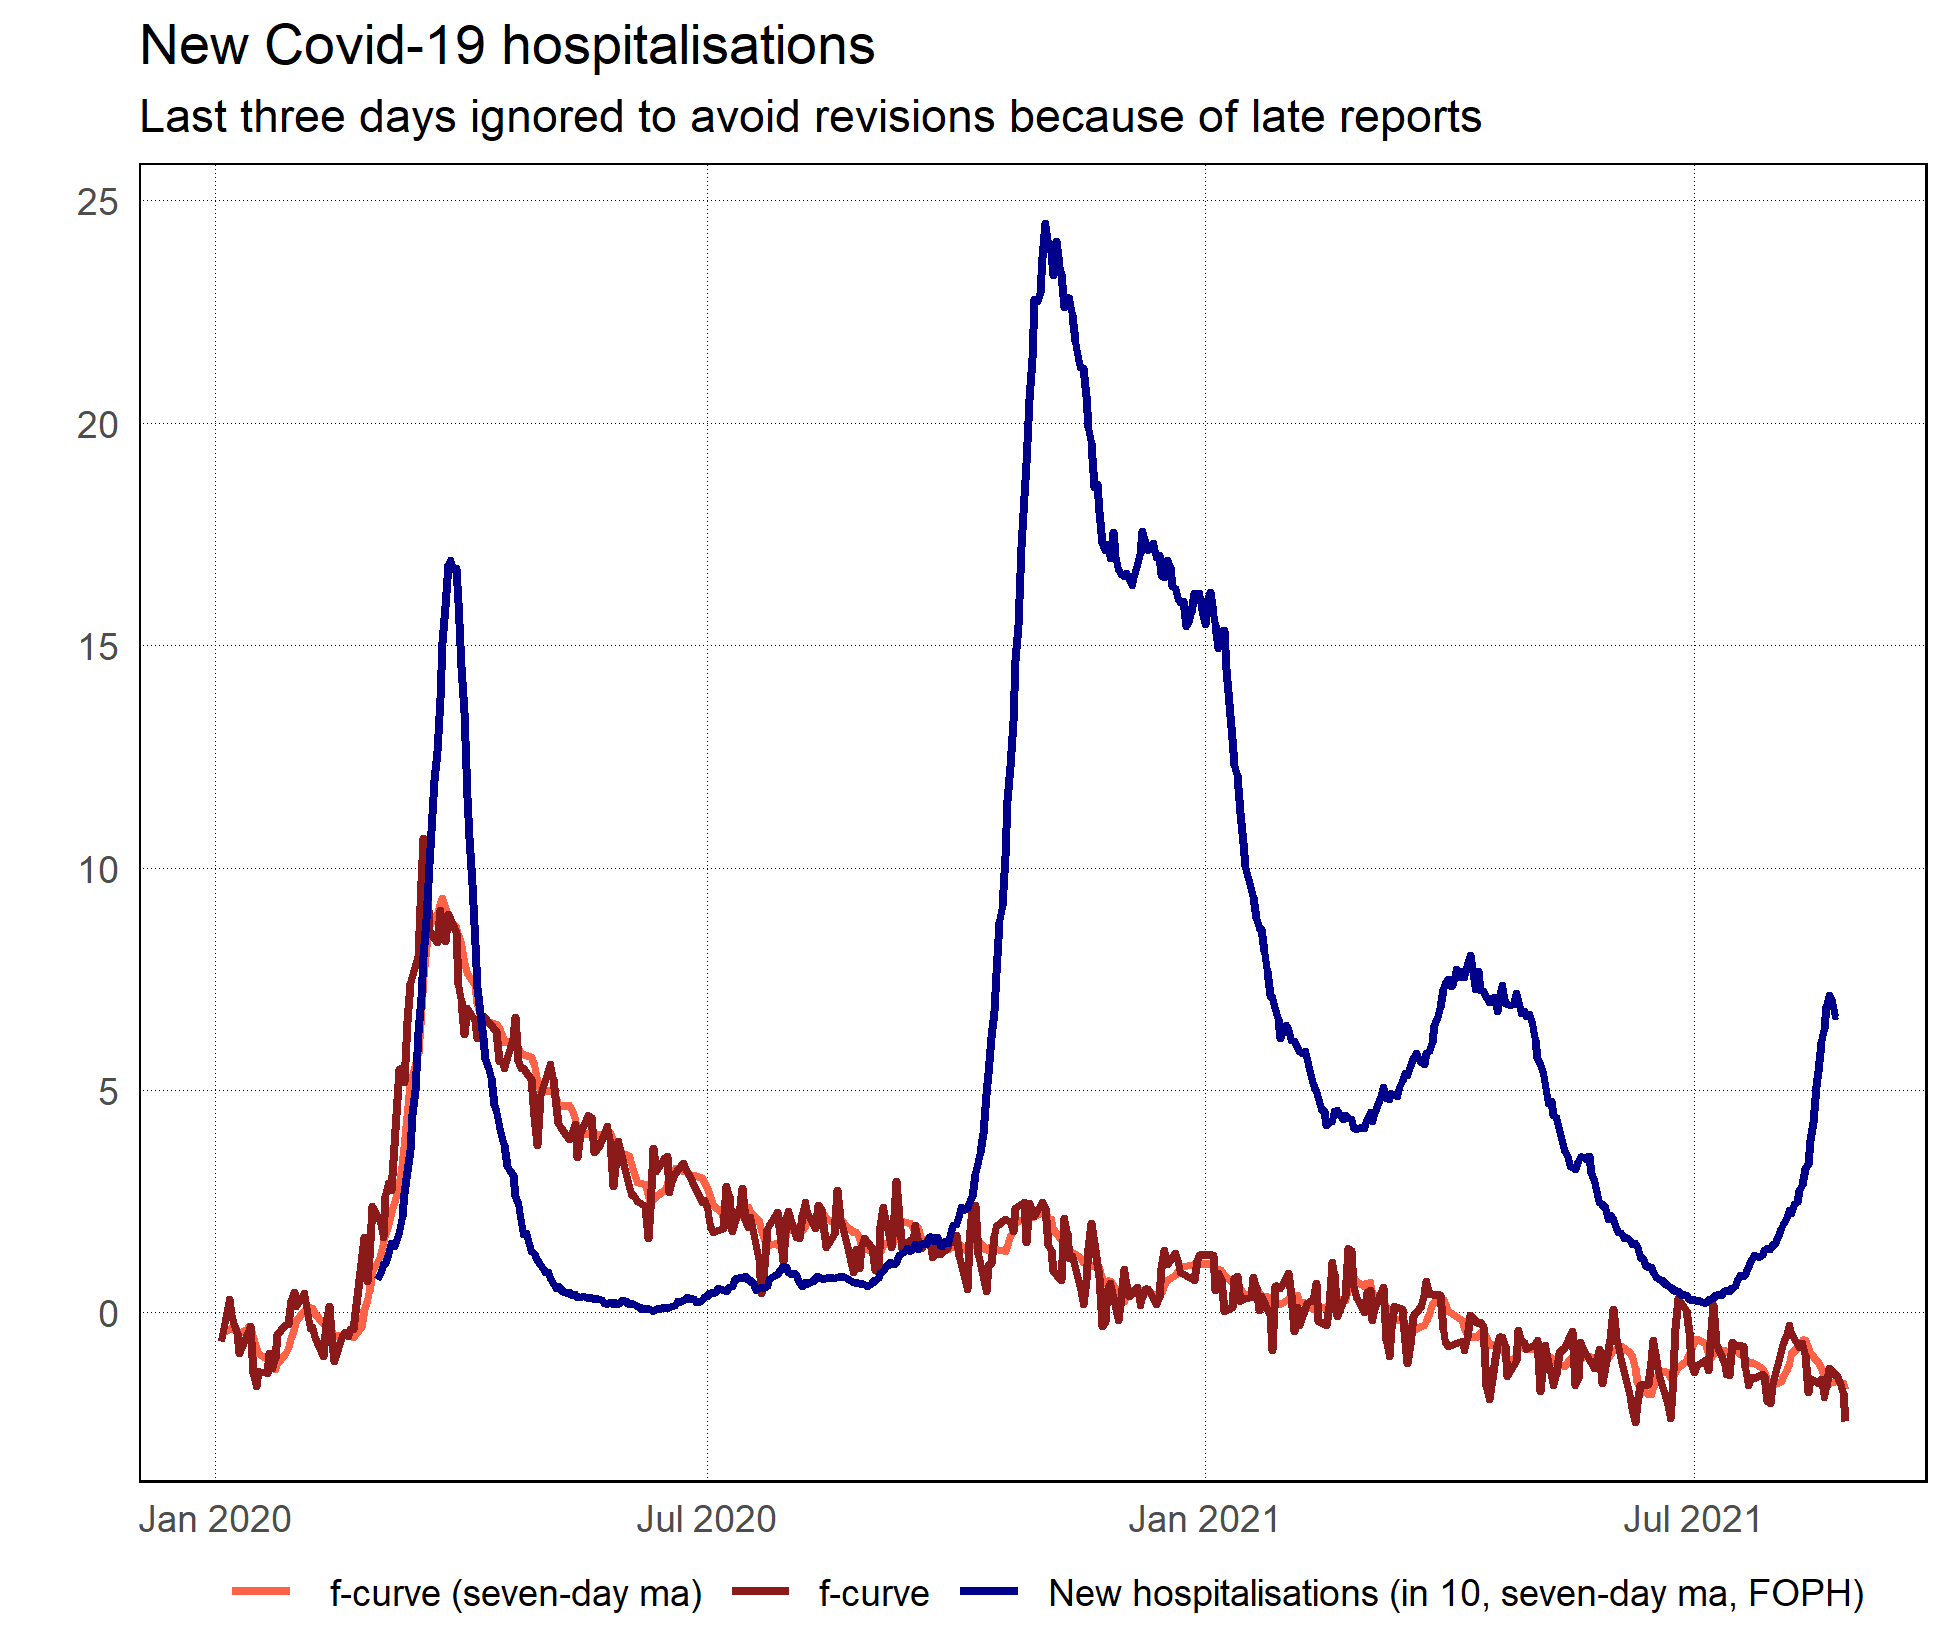 New Covid-19 hospitalisations
Last three days ignored to avoid revisions because of late reports
25
20
15
10
5
0
Jan 2020 Jul 2020 Jan 2021 Jul 2021
f-curve (seven-day ma) f-curve New hospitalisations (in 10, seven-day ma, FOPH)